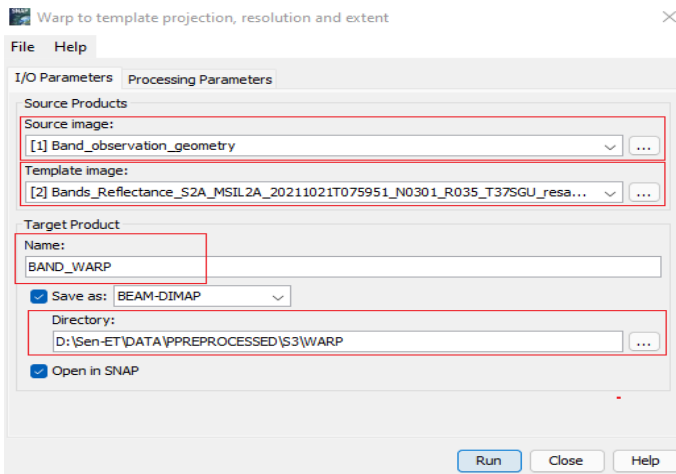 SNAP Warp to template projection, resolution and extent
File Help
I/O Parameters Processing Parameters
Source Products
Source image:
[1] Band_observation_geometry ...
Template image:
[2] Bands_Reflectance_S2A_MSIL2A_20211021T075951_N0301_R035_T37SGU_resa... ...
Target Product
Name:
BAND_WARP
Save as: BEAM-DIMAP
Directory:
D:\Sen-ET\DATA\PPREPROCESSED\S3\WARP ...
Open in SNAP
Run Close Help